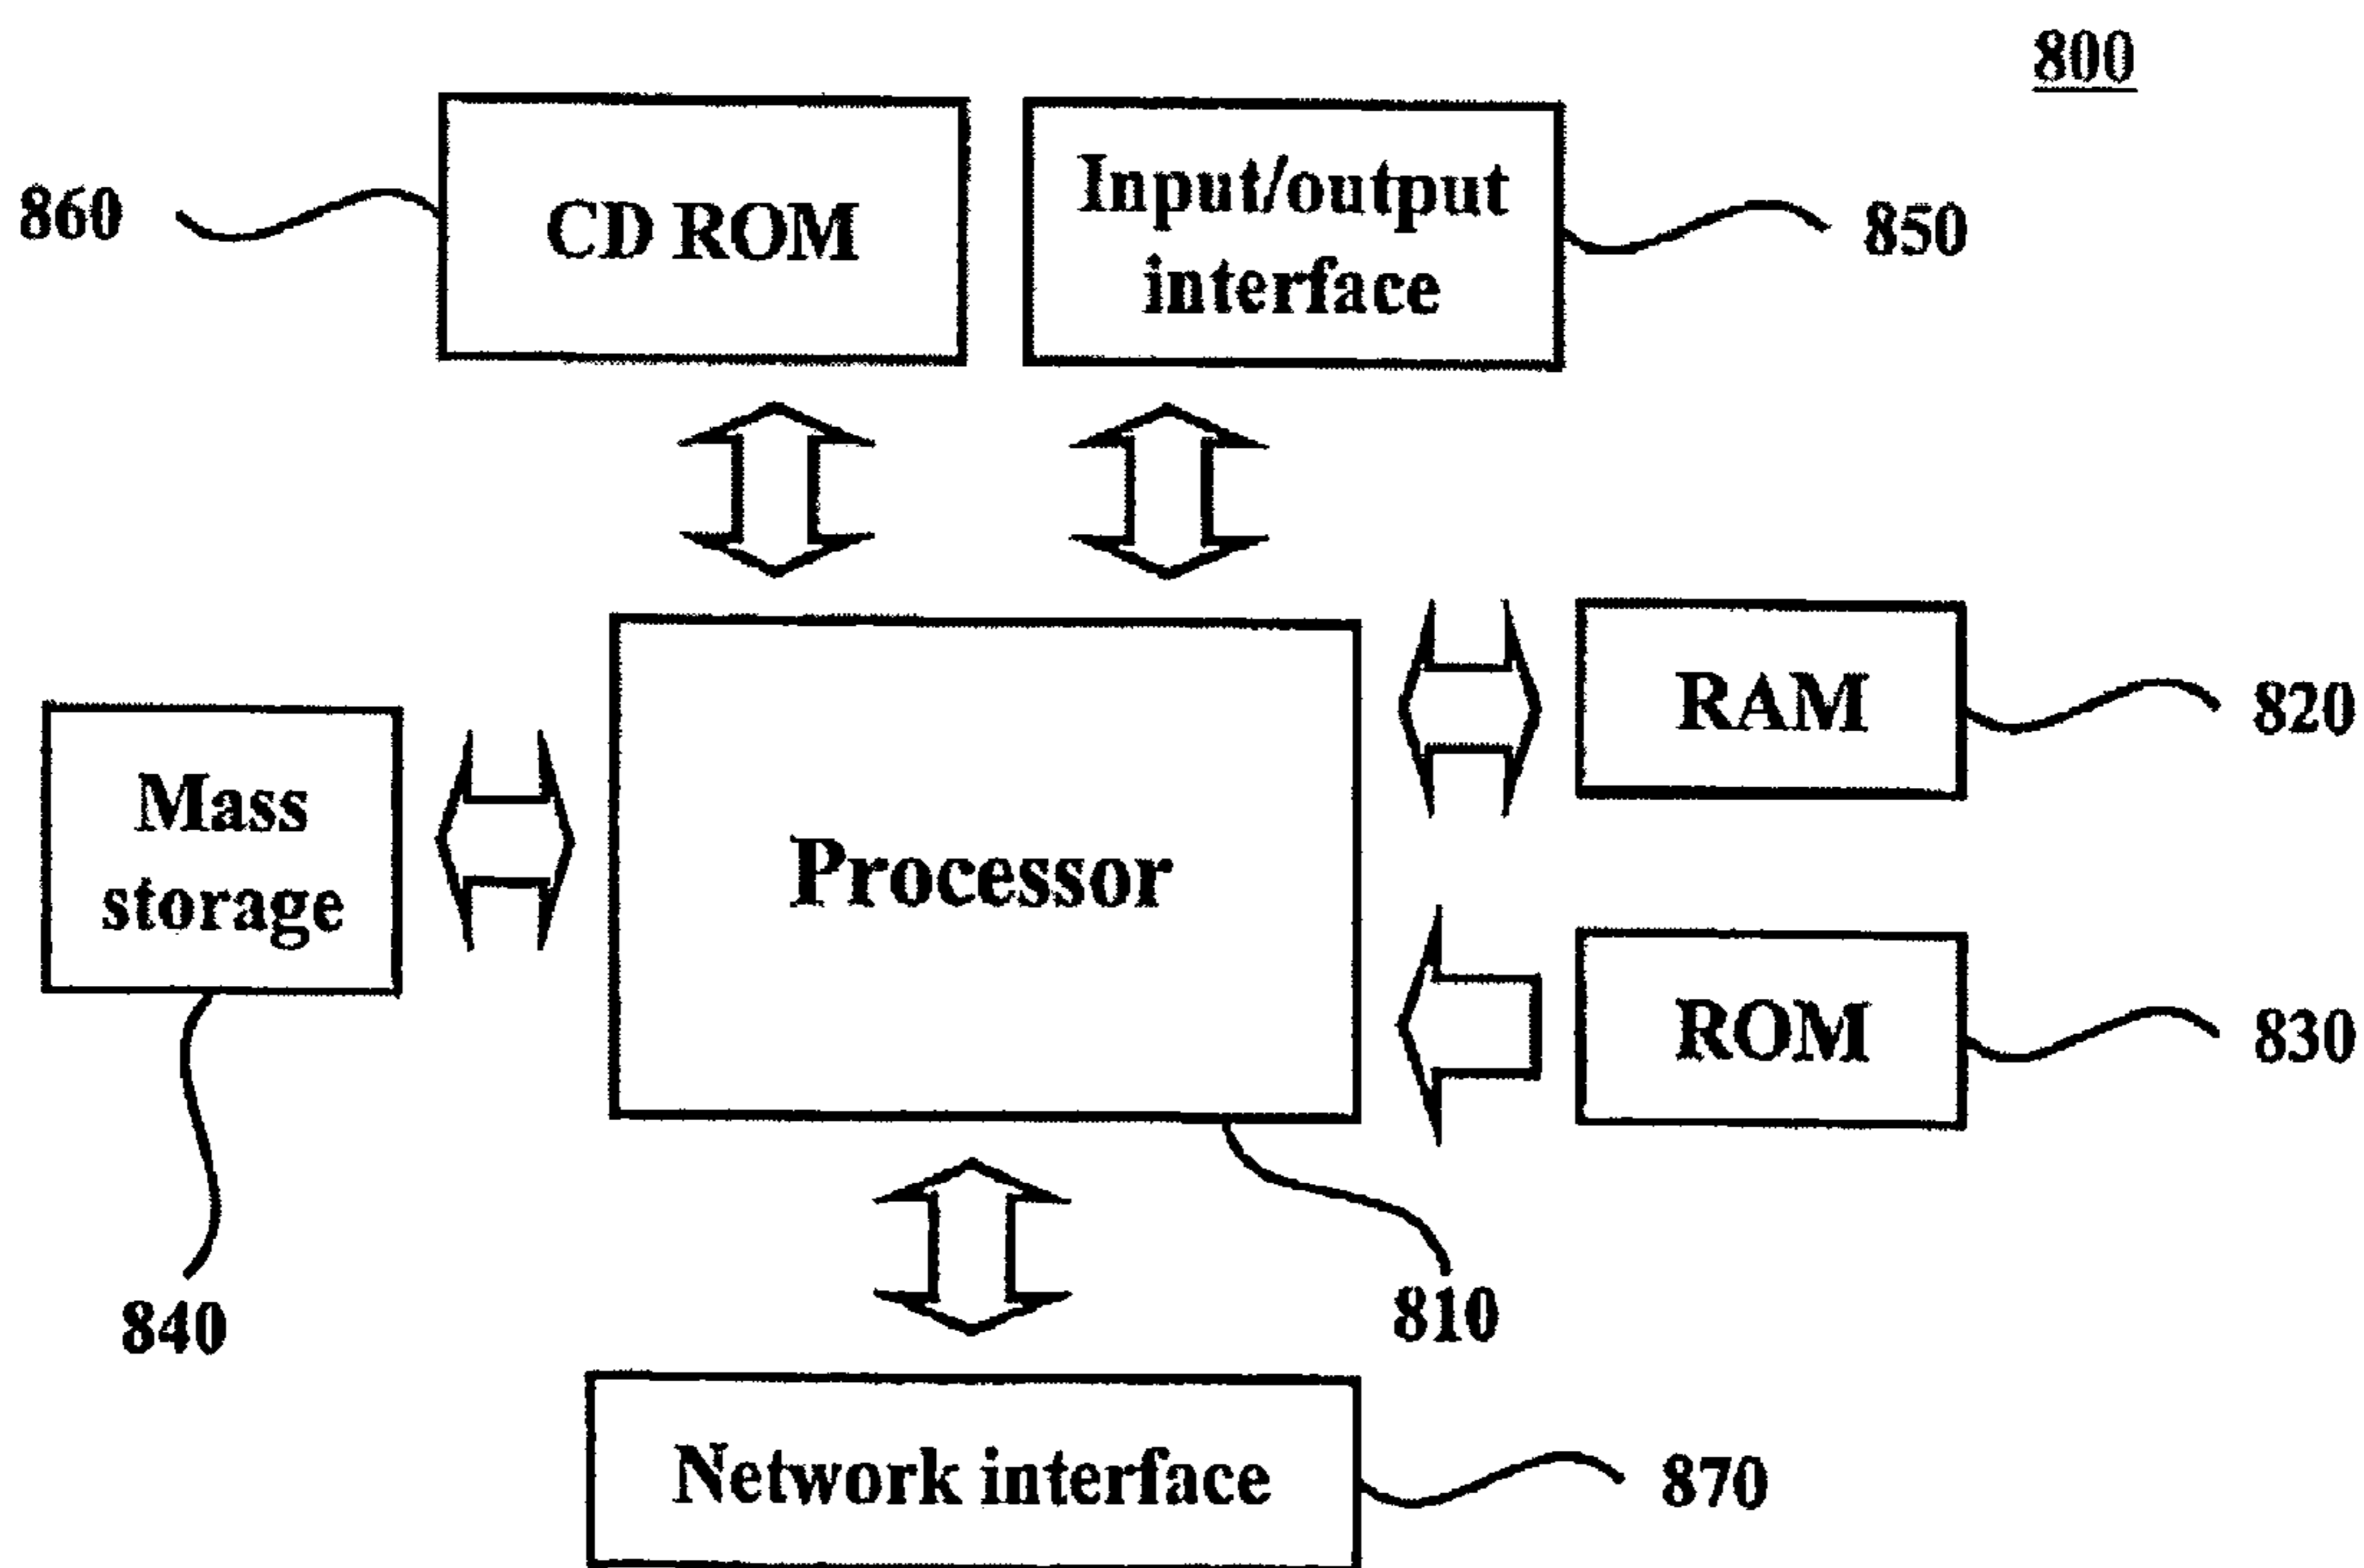 800
860
CD ROM
Input/output
interface
850
RAM
820
Mass
storage
Processor
ROM
830
840
810
Network interface
870